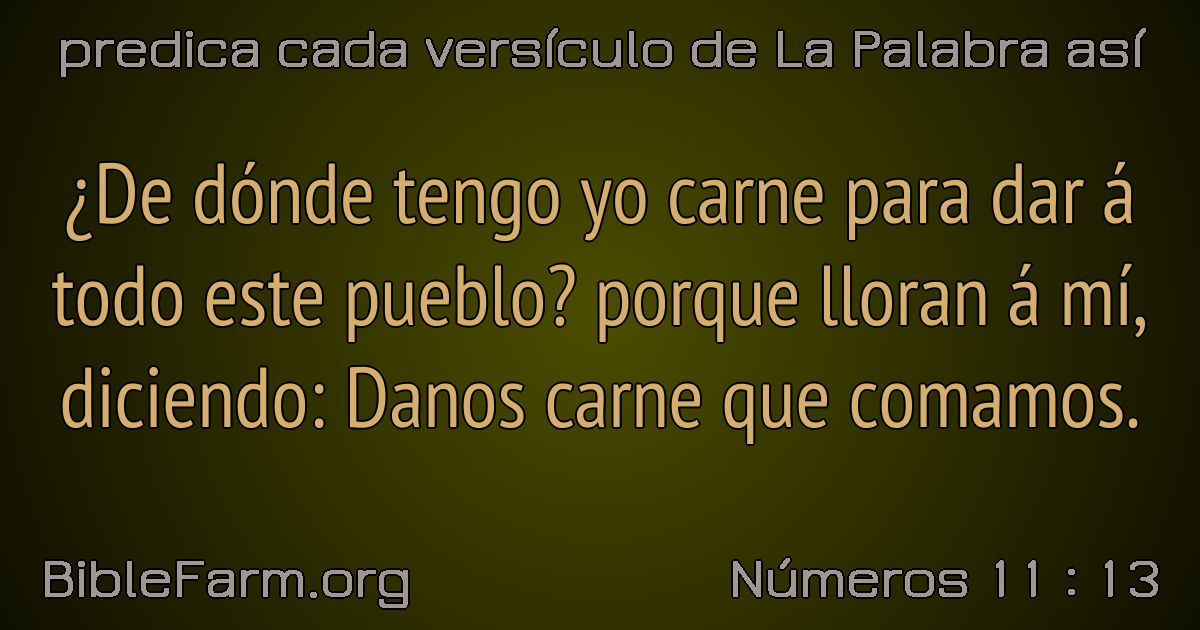 predica cada versículo de La Palabra así
¿De dónde tengo yo carne para dar á
todo este pueblo? porque lloran á mí,
diciendo: Danos carne que comamos.
BibleFarm.org
Números 11 : 13